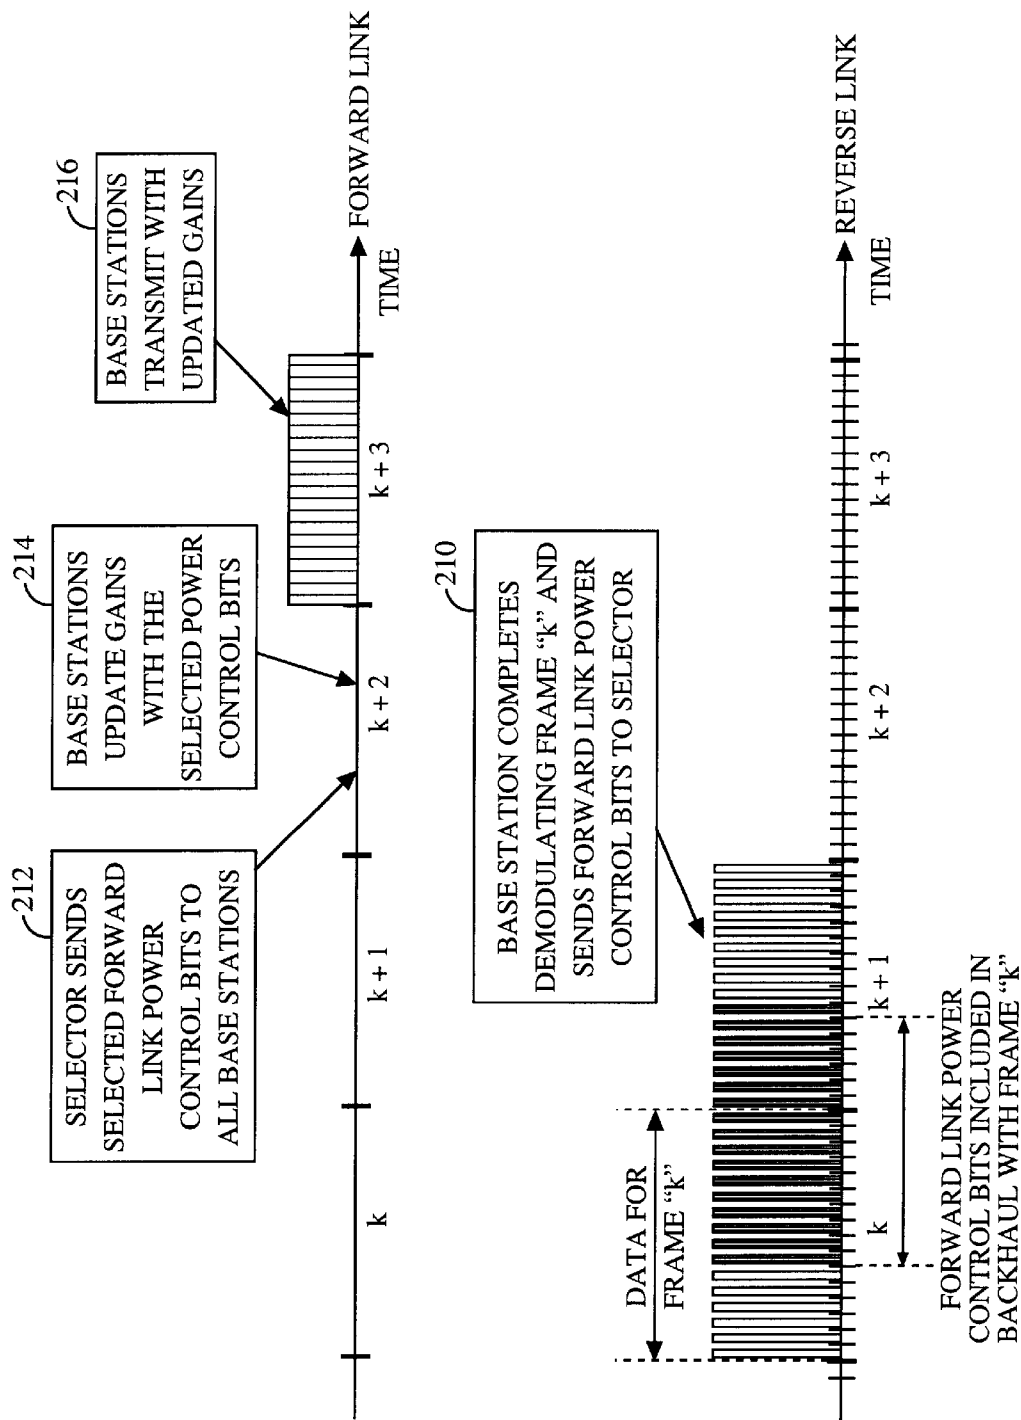 212
SELECTOR SENDS
SELECTED FORWARD
LINK POWER
CONTROL BITS TO
ALL BASE STATIONS
214
BASE STATIONS
UPDATE GAINS
WITH THE
SELECTED POWER
CONTROL BITS
216
BASE STATIONS
TRANSMIT WITH
UPDATED GAINS
FORWARD LINK
k
k + 1
k + 2
k + 3
TIME
210
BASE STATION COMPLETES
DEMODULATING FRAME “k” AND
SENDS FORWARD LINK POWER
CONTROL BITS TO SELECTOR
DATA FOR
FRAME “k”
REVERSE LINK
k
k + 1
k + 2
k + 3
TIME
FORWARD LINK POWER
CONTROL BITS INCLUDED IN
BACKHAUL WITH FRAME “k”